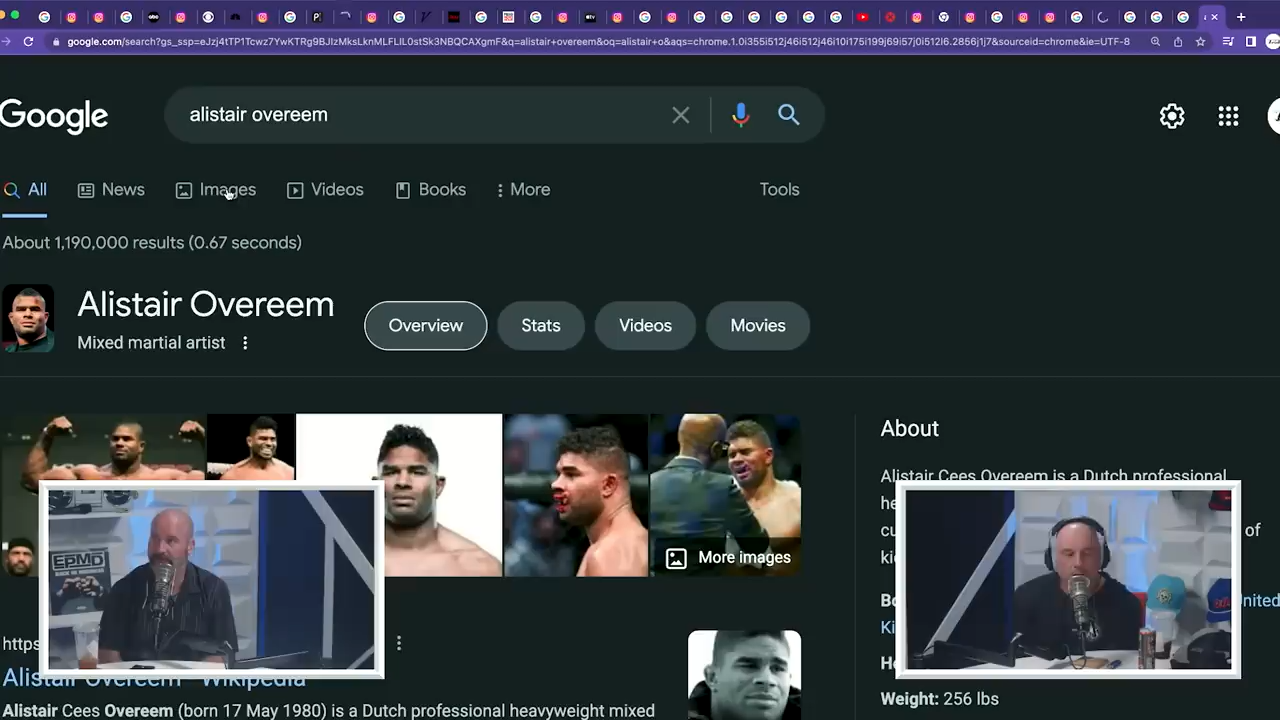 google.com/search?gs_ssp=eJzj4tTP1Tcwz7YwKTRg9BJIzMksLknMLFLIL0stSk3NBQCAXgmF&q=alistair+overeem&oq=alistair+o&aqs=chrome.1.0i355i512j46i512j46i10i175i199j69i57j0i512l6.2856j1j7&sourceid=chrome&ie=UTF-8
Google
alistair overeem
All News Images Videos Books More Tools
About 1,190,000 results (0.67 seconds)
Alistair Overeem
Mixed martial artist
Overview Stats Videos Movies
More images
About
Alistair Cees Overeem is a Dutch professional
of
EPMD
https
Alistair Overeem - Wikipedia
Alistair Cees Overeem (born 17 May 1980) is a Dutch professional heavyweight mixed
Weight: 256 lbs